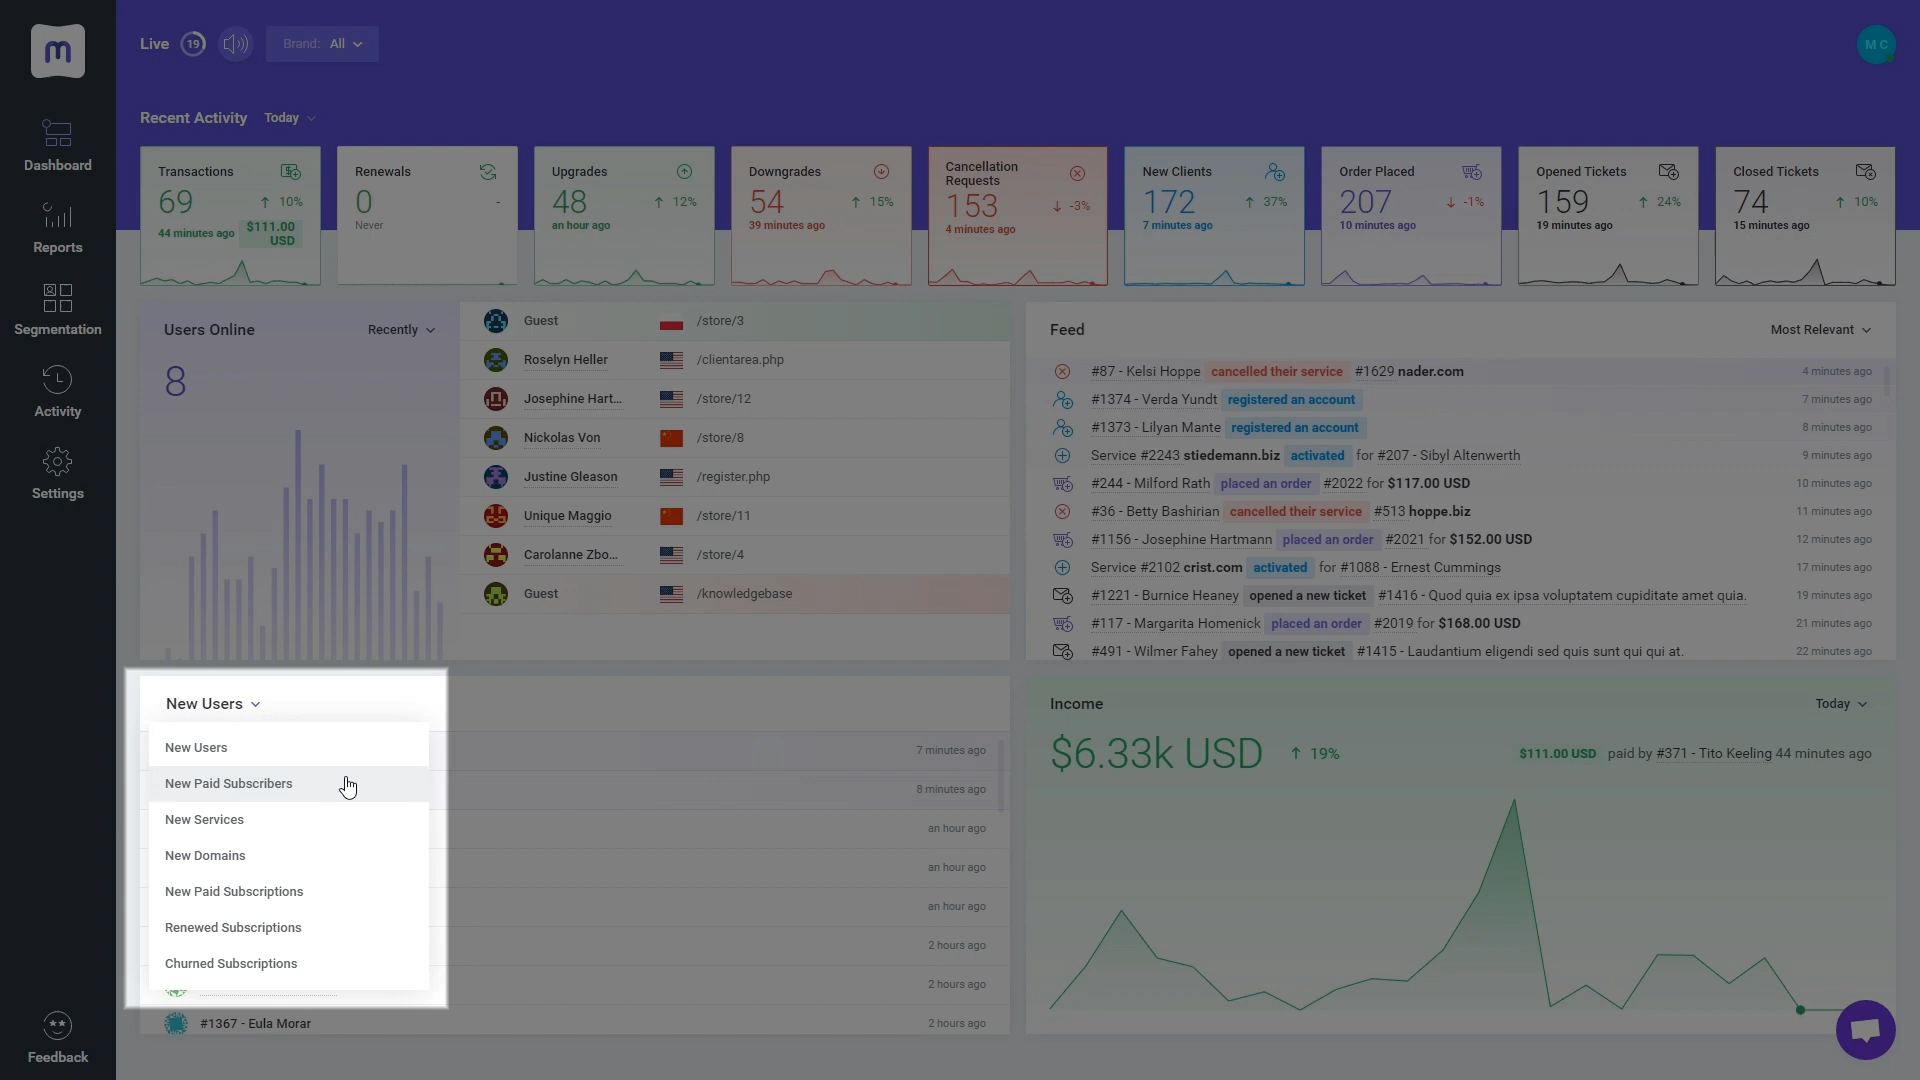 m
Live 19 Brand: All
M C
Dashboard
Reports
Segmentation
Activity
Settings
Feedback
Recent Activity Today
Transactions
69 10%
44 minutes ago $111.00
USD
Renewals
0 -
Never
Upgrades
48 12%
an hour ago
Downgrades
54 15%
39 minutes ago
Cancellation
Requests
153 -3%
4 minutes ago
New Clients
172 37%
7 minutes ago
Order Placed
207 -1%
10 minutes ago
Opened Tickets
159 24%
19 minutes ago
Closed Tickets
74 10%
15 minutes ago
Users Online Recently
8
Guest /store/3
Roselyn Heller /clientarea.php
Josephine Hart... /store/12
Nickolas Von /store/8
Justine Gleason /register.php
Unique Maggio /store/11
Carolanne Zbo... /store/4
Guest /knowledgebase
Feed Most Relevant
#87 - Kelsi Hoppe cancelled their service #1629 nader.com 4 minutes ago
#1374 - Verda Yundt registered an account 7 minutes ago
#1373 - Lilyan Mante registered an account 8 minutes ago
Service #2243 stiedemann.biz activated for #207 - Sibyl Altenwerth 9 minutes ago
#244 - Milford Rath placed an order #2022 for $117.00 USD 10 minutes ago
#36 - Betty Bashirian cancelled their service #513 hoppe.biz 11 minutes ago
#1156 - Josephine Hartmann placed an order #2021 for $152.00 USD 12 minutes ago
Service #2102 crist.com activated for #1088 - Ernest Cummings 17 minutes ago
#1221 - Burnice Heaney opened a new ticket #1416 - Quod quia ex ipsa voluptatem cupiditate amet quia. 19 minutes ago
#117 - Margarita Homenick placed an order #2019 for $168.00 USD 21 minutes ago
#491 - Wilmer Fahey opened a new ticket #1415 - Laudantium eligendi sed quis sunt qui qui at. 22 minutes ago
New Users
New Users
New Paid Subscribers
New Services
New Domains
New Paid Subscriptions
Renewed Subscriptions
Churned Subscriptions
7 minutes ago
8 minutes ago
an hour ago
an hour ago
an hour ago
2 hours ago
2 hours ago
#1367 - Eula Morar 2 hours ago
Income Today
$6.33k USD 19% $111.00 USD paid by #371 - Tito Keeling 44 minutes ago